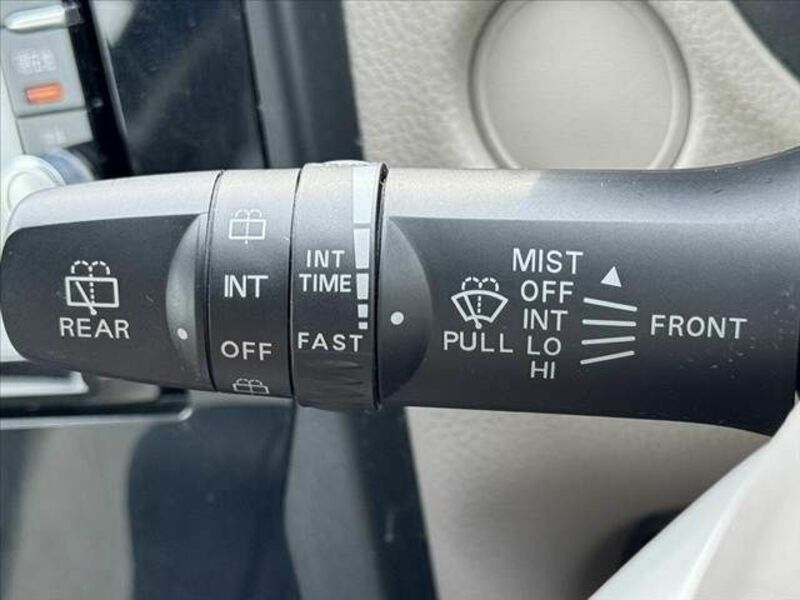 REAR
INT
OFF
INT
TIME
FAST
PULL
MIST
OFF
INT
LO
HI
FRONT